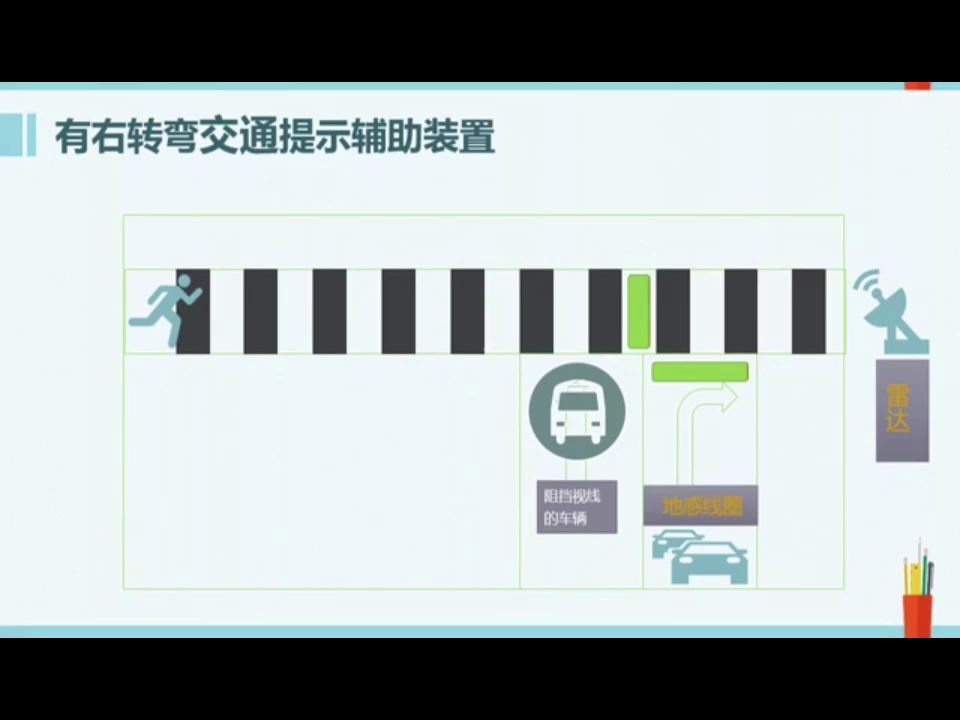 有右转弯交通提示辅助装置
雷
达
阻挡视线
的车辆
地感线圈